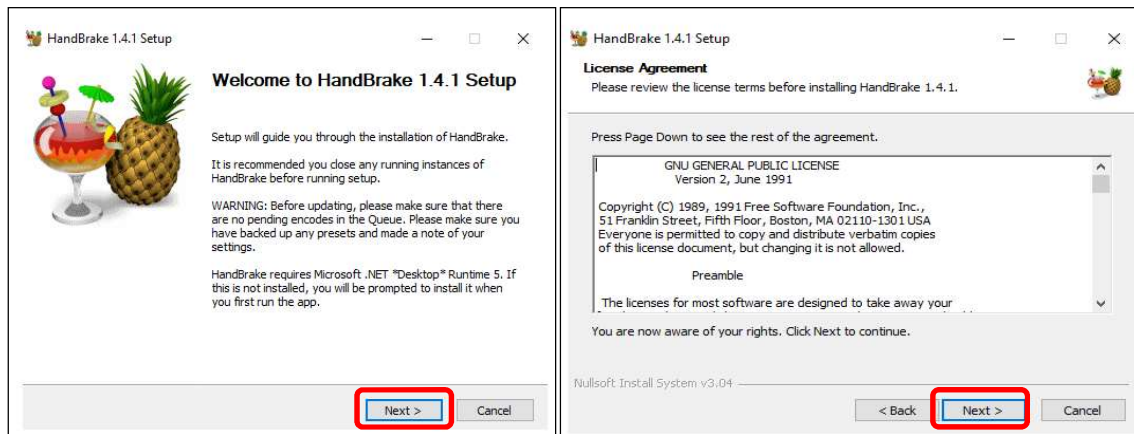 HandBrake 1.4.1 Setup
Welcome to HandBrake 1.4.1 Setup
Setup will guide you through the installation of HandBrake.
It is recommended you close any running instances of
HandBrake before running setup.
WARNING: Before updating, please make sure that there
are no pending encodes in the Queue. Please make sure you
have backed up any presets and made a note of your
settings.
HandBrake requires Microsoft .NET *Desktop* Runtime 5. If
this is not installed, you will be prompted to install it when
you first run the app.
Next >
Cancel
HandBrake 1.4.1 Setup
License Agreement
Please review the license terms before installing HandBrake 1.4.1.
Press Page Down to see the rest of the agreement.
GNU GENERAL PUBLIC LICENSE
Version 2, June 1991
Copyright (C) 1989, 1991 Free Software Foundation, Inc.,
51 Franklin Street, Fifth Floor, Boston, MA 02110-1301 USA
Everyone is permitted to copy and distribute verbatim copies
of this license document, but changing it is not allowed.
Preamble
The licenses for most software are designed to take away your
You are now aware of your rights. Click Next to continue.
Nullsoft Install System v3.04
< Back
Next >
Cancel